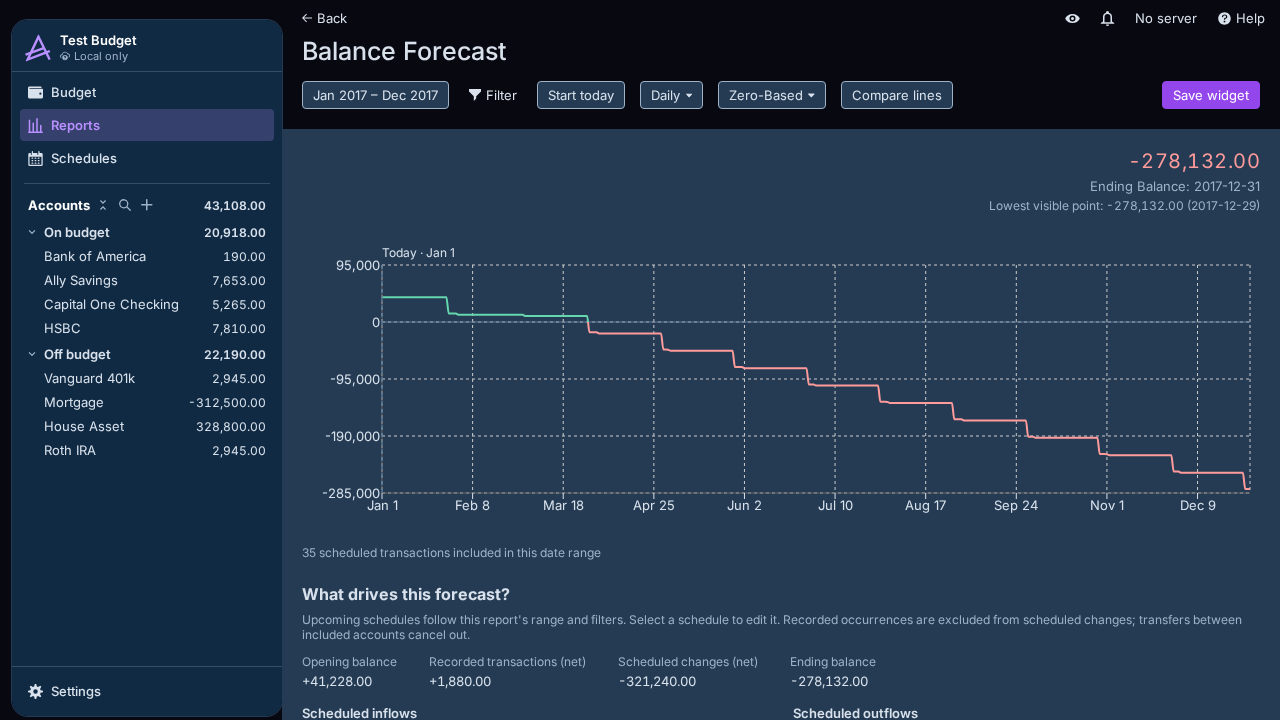 Test Budget
Local only
Budget
Reports
Schedules
Accounts 43,108.00
On budget 20,918.00
Bank of America 190.00
Ally Savings 7,653.00
Capital One Checking 5,265.00
HSBC 7,810.00
Off budget 22,190.00
Vanguard 401k 2,945.00
Mortgage -312,500.00
House Asset 328,800.00
Roth IRA 2,945.00
Settings
Back
No server
Help
Balance Forecast
Jan 2017 – Dec 2017
Filter
Start today
Daily
Zero-Based
Compare lines
Save widget
-278,132.00
Ending Balance: 2017-12-31
Lowest visible point: -278,132.00 (2017-12-29)
Today · Jan 1
95,000
0
-95,000
-190,000
-285,000
Jan 1 Feb 8 Mar 18 Apr 25 Jun 2 Jul 10 Aug 17 Sep 24 Nov 1 Dec 9
35 scheduled transactions included in this date range
What drives this forecast?
Upcoming schedules follow this report's range and filters. Select a schedule to edit it. Recorded occurrences are excluded from scheduled changes; transfers between
included accounts cancel out.
Opening balance Recorded transactions (net) Scheduled changes (net) Ending balance
+41,228.00 +1,880.00 -321,240.00 -278,132.00
Scheduled inflows Scheduled outflows